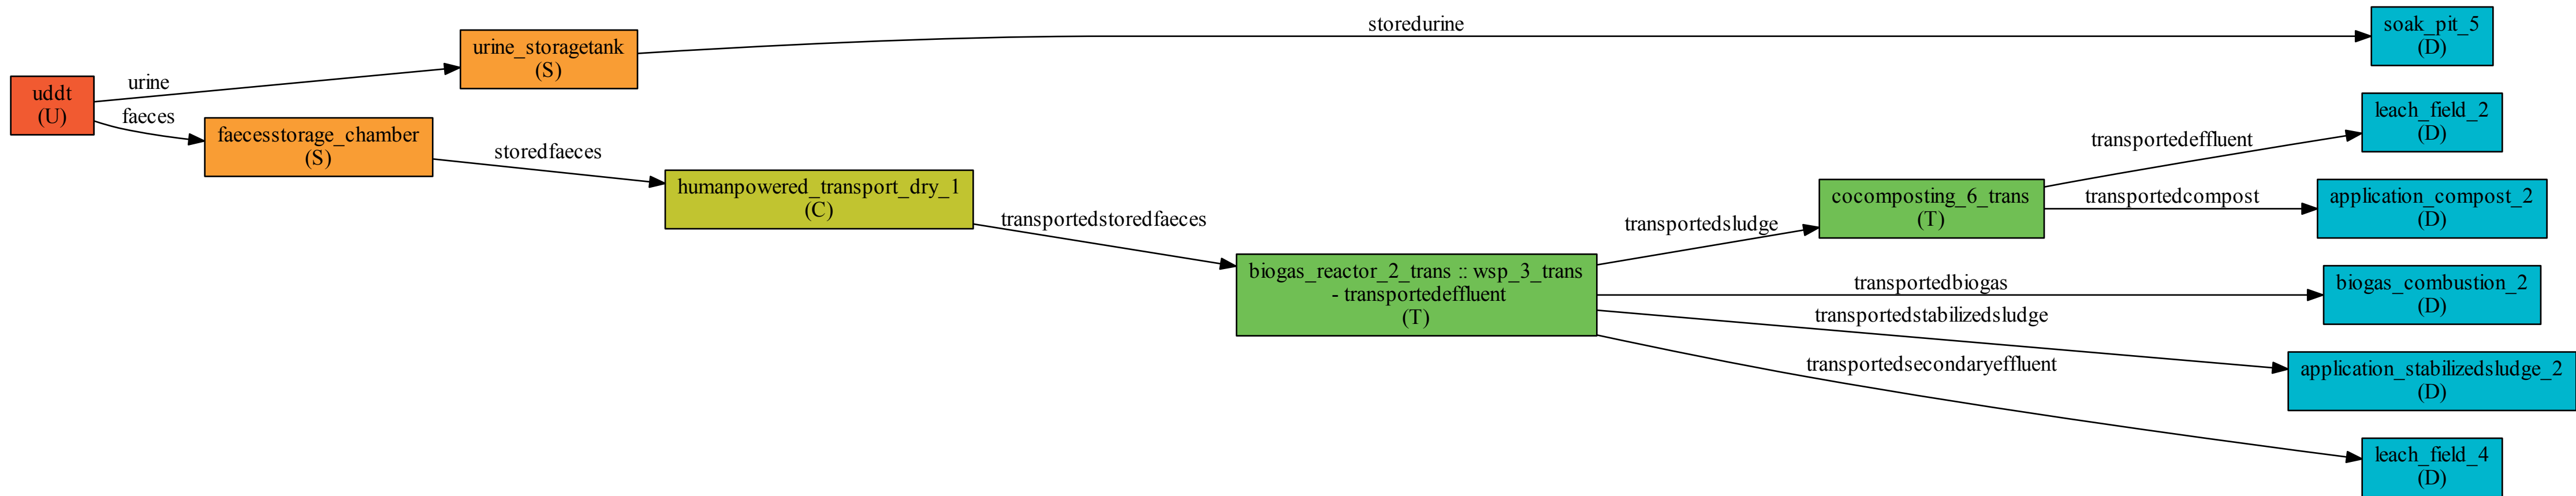 uddt
(U)
urine
faeces
urine_storagetank
(S)
faecesstorage_chamber
(S)
storedurine
storedfaeces
humanpowered_transport_dry_1
(C)
transportedstoredfaeces
biogas_reactor_2_trans :: wsp_3_trans
- transportedeffluent
(T)
transportedsludge
transportedbiogas
transportedstabilizedsludge
transportedsecondaryeffluent
cocomposting_6_trans
(T)
transportedeffluent
transportedcompost
soak_pit_5
(D)
leach_field_2
(D)
application_compost_2
(D)
biogas_combustion_2
(D)
application_stabilizedsludge_2
(D)
leach_field_4
(D)